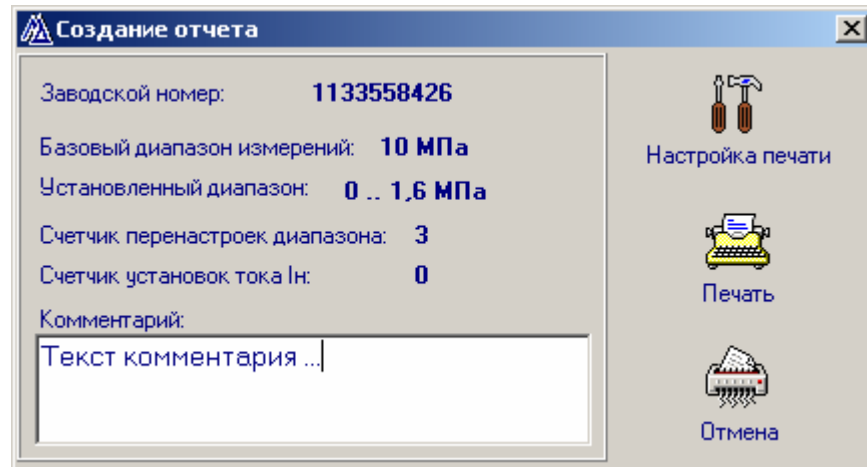 Создание отчета
Заводской номер: 1133558426
Базовый диапазон измерений: 10 МПа
Установленный диапазон: 0 .. 1,6 МПа
Счетчик перенастроек диапазона: 3
Счетчик установок тока Iн: 0
Комментарий:
Текст комментария ...
Настройка печати
Печать
Отмена